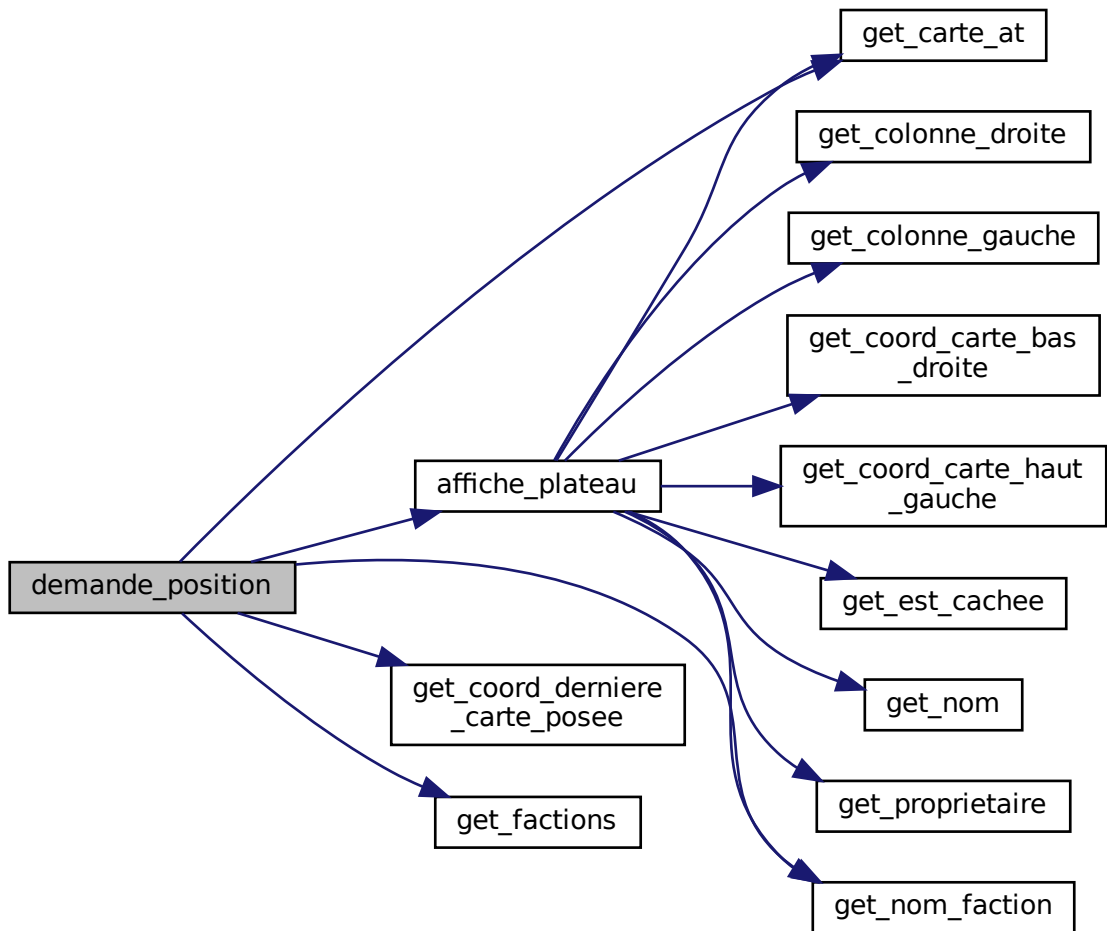 get_carte_at
get_colonne_droite
get_colonne_gauche
get_coord_carte_bas
_droite
affiche_plateau
get_coord_carte_haut
_gauche
demande_position
get_est_cachee
get_coord_derniere
_carte_posee
get_nom
get_factions
get_proprietaire
get_nom_faction